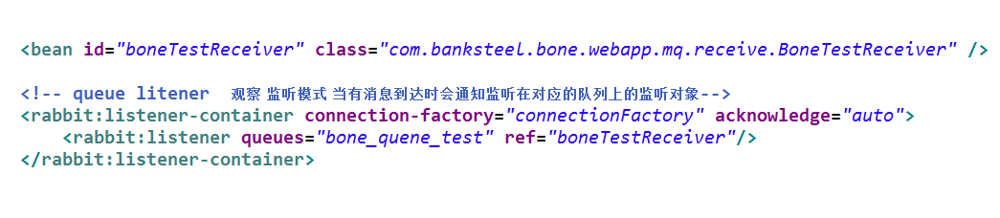 <bean id="boneTestReceiver" class="com.banksteel.bone.webapp.mq.receive.BoneTestReceiver" />
<!-- queue litener 观察 监听模式 当有消息到达时会通知监听在对应的队列上的监听对象-->
<rabbit:listener-container connection-factory="connectionFactory" acknowledge="auto">
<rabbit:listener queues="bone_quene_test" ref="boneTestReceiver"/>
</rabbit:listener-container>